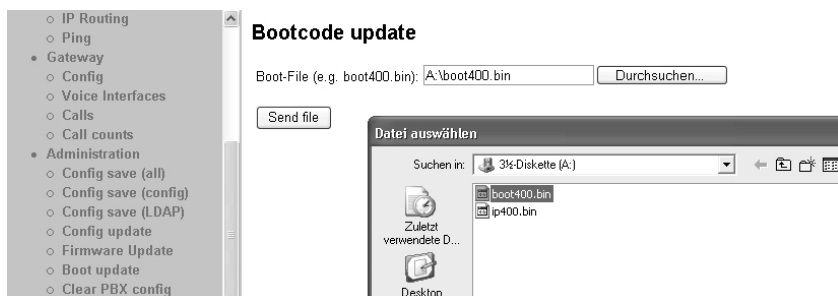 IP Routing
Ping
Gateway
Config
Voice Interfaces
Calls
Call counts
Administration
Config save (all)
Config save (config)
Config save (LDAP)
Config update
Firmware Update
Boot update
Clear PBX config
Bootcode update
Boot-File (e.g. boot400.bin): A:\boot400.bin Durchsuchen...
Send file
Datei auswählen
Suchen in: 3½-Diskette (A:)
boot400.bin
ip400.bin
Zuletzt
verwendete D...
Desktop